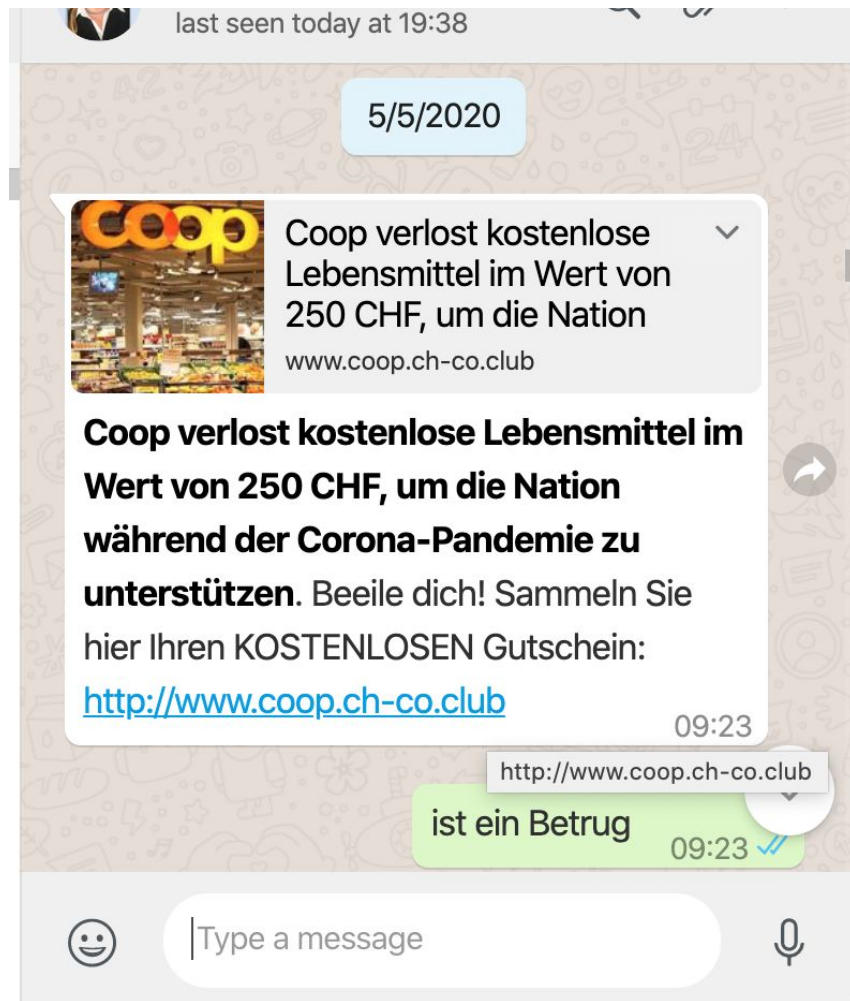 last seen today at 19:38
5/5/2020
coop
Coop verlost kostenlose
Lebensmittel im Wert von
250 CHF, um die Nation
www.coop.ch-co.club
Coop verlost kostenlose Lebensmittel im
Wert von 250 CHF, um die Nation
während der Corona-Pandemie zu
unterstützen. Beeile dich! Sammeln Sie
hier Ihren KOSTENLOSEN Gutschein:
http://www.coop.ch-co.club
09:23
http://www.coop.ch-co.club
ist ein Betrug
09:23
Type a message